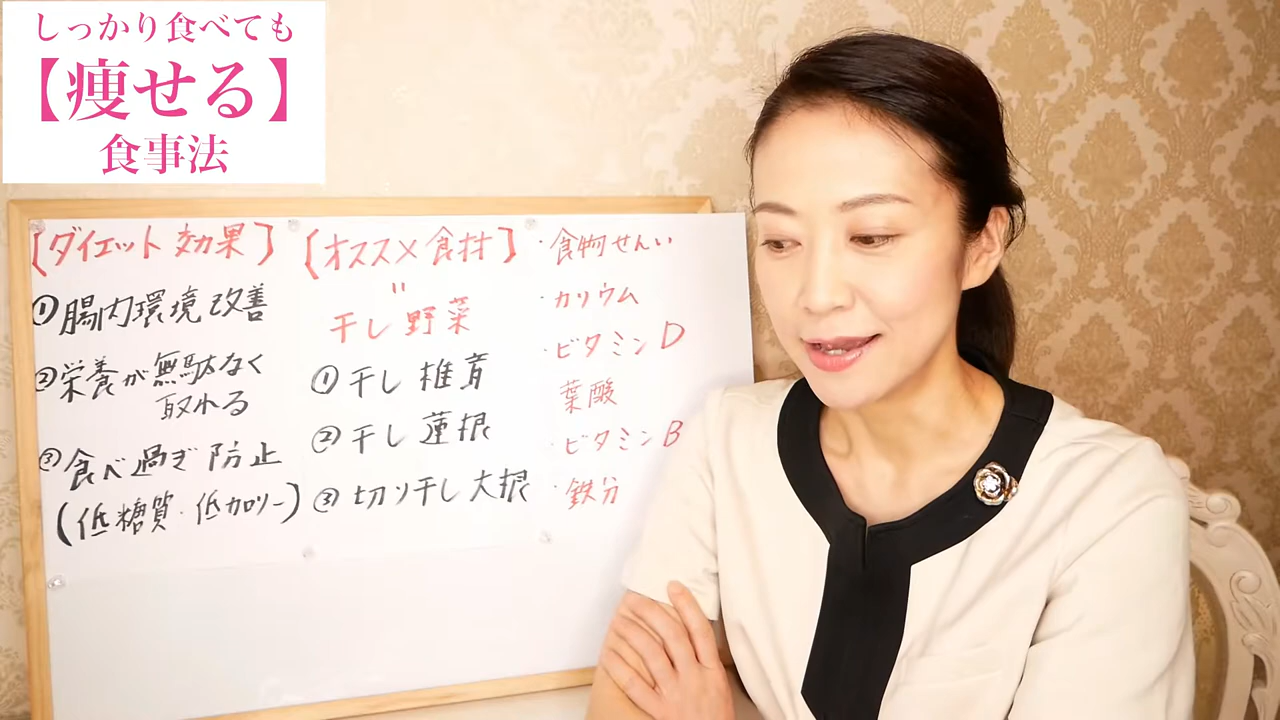 しっかり食べても
【痩せる】
食事法
[ダイエット効果]
①腸内環境改善
②栄養が無駄なく
取れる
③食べ過ぎ防止
(低糖質・低カロリー)
[オススメ食材]
〃
干し野菜
①干し椎茸
②干し蓮根
③切り干し大根
・食物せんい
・カリウム
・ビタミンD
葉酸
・ビタミンB
・鉄分